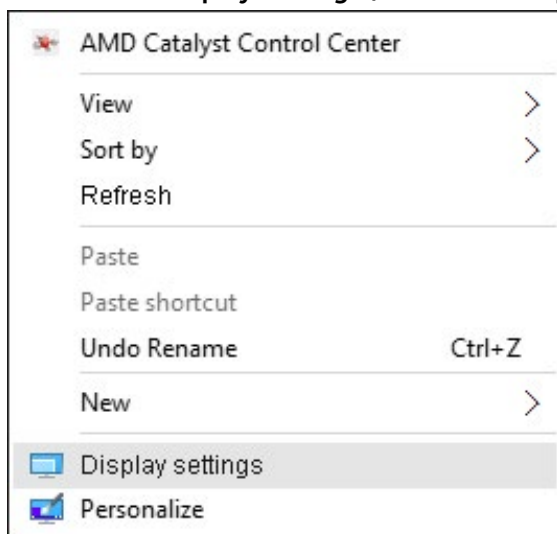 AMD Catalyst Control Center
View
Sort by
Refresh
Paste
Paste shortcut
Undo Rename Ctrl+Z
New
Display settings
Personalize